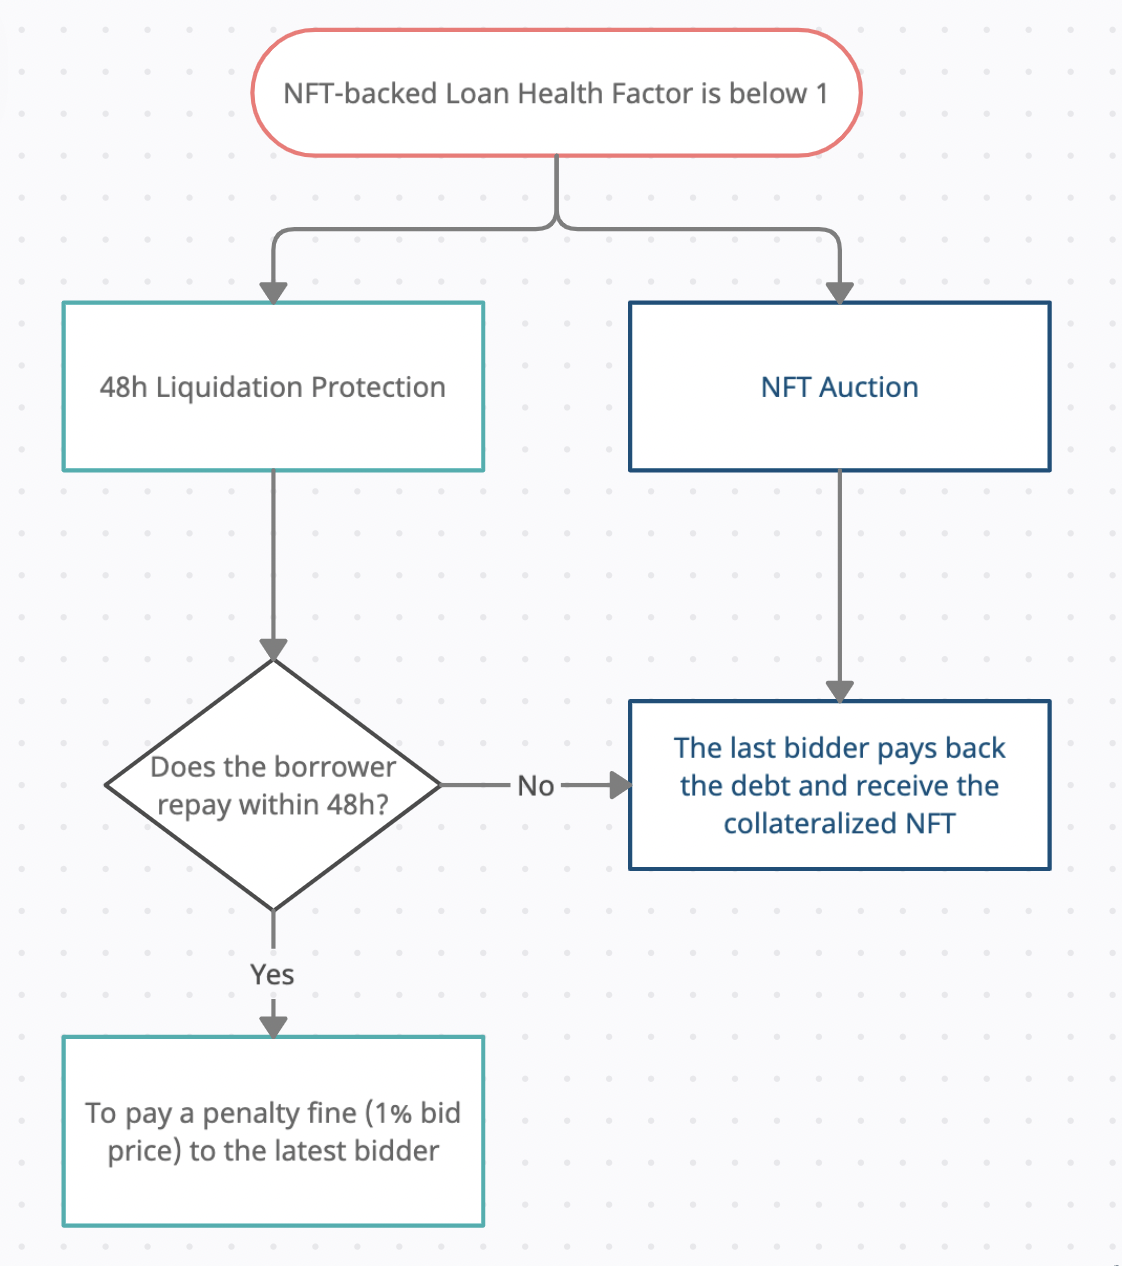 NFT-backed Loan Health Factor is below 1
48h Liquidation Protection
NFT Auction
Does the borrower
repay within 48h?
No
The last bidder pays back
the debt and receive the
collateralized NFT
Yes
To pay a penalty fine (1% bid
price) to the latest bidder